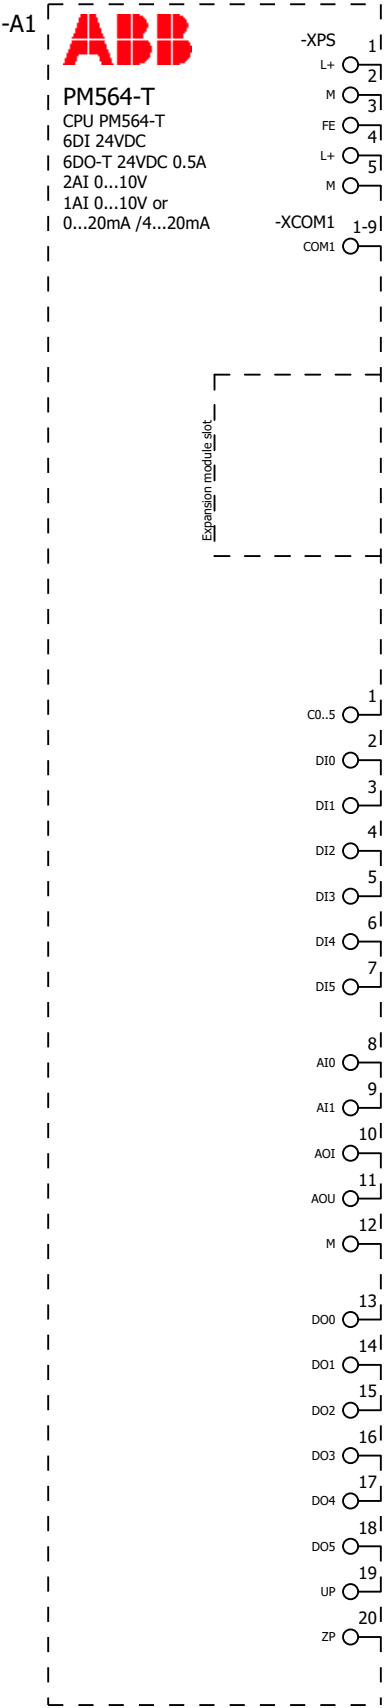 -A1
ABB
PM564-T
CPU PM564-T
6DI 24VDC
6DO-T 24VDC 0.5A
2AI 0...10V
1AI 0...10V or
0...20mA /4...20mA
-XPS
1
L+
2
M
3
FE
4
L+
5
M
-XCOM1
1-9
COM1
Expansion module slot
1
C0..5
2
DI0
3
DI1
4
DI2
5
DI3
6
DI4
7
DI5
8
AI0
9
AI1
10
AOI
11
AOU
12
M
13
DO0
14
DO1
15
DO2
16
DO3
17
DO4
18
DO5
19
UP
20
ZP